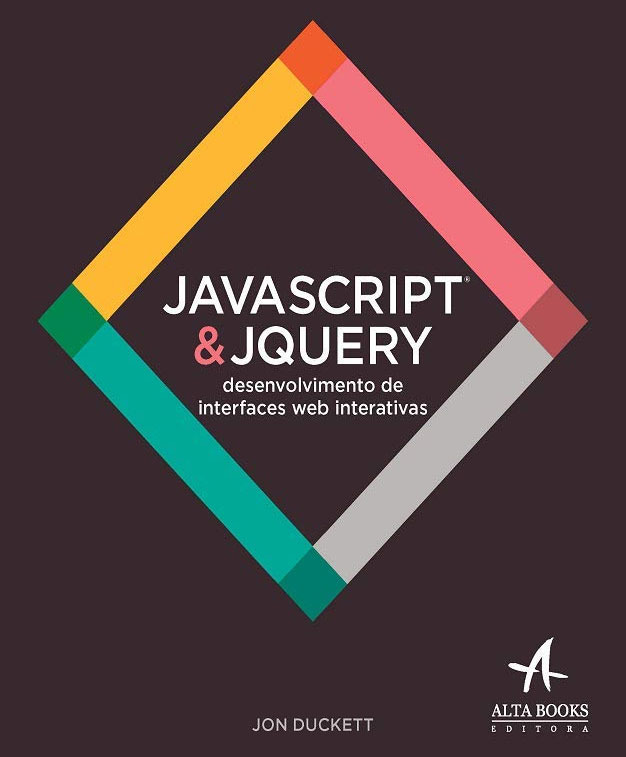 JAVASCRIPT®
& JQUERY
desenvolvimento de
interfaces web interativas
JON DUCKETT
ALTA BOOKS
EDITORA